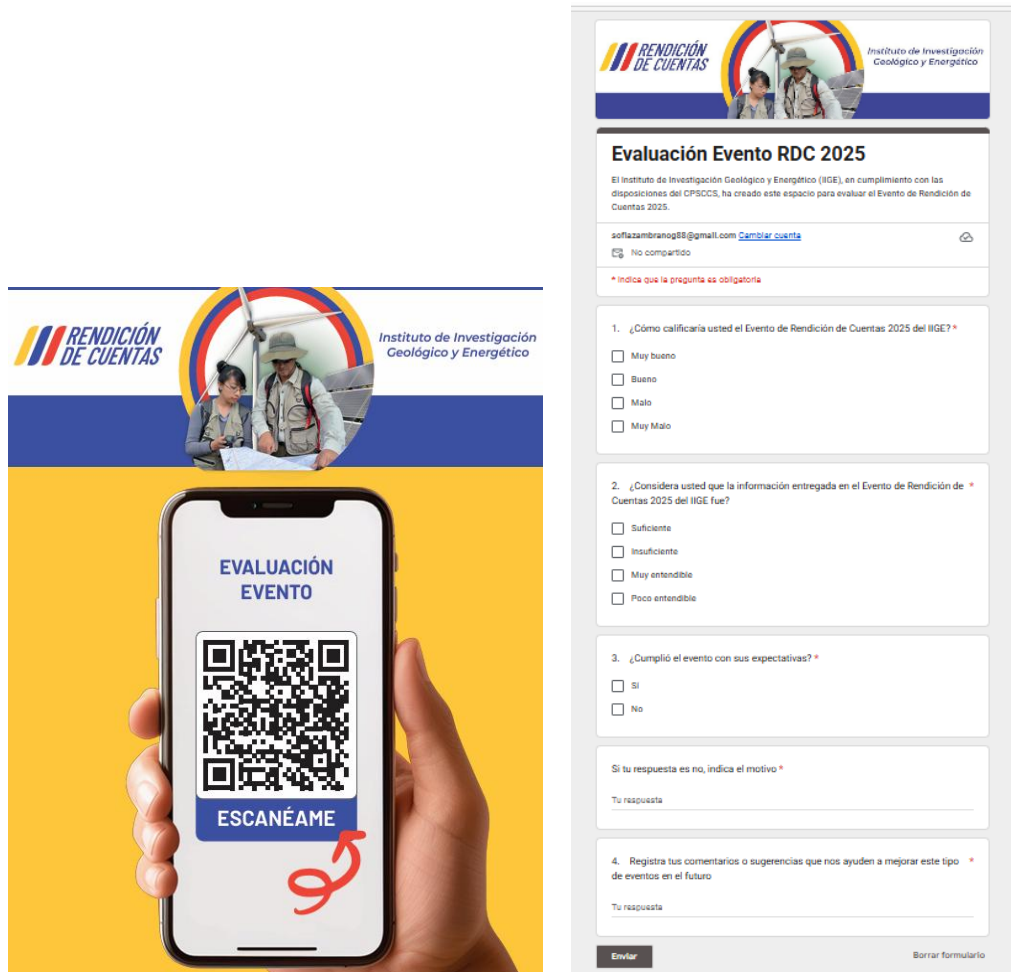 RENDICIÓN
DE CUENTAS
Instituto de Investigación
Geológico y Energético
EVALUACIÓN
EVENTO
ESCANÉAME
RENDICIÓN
DE CUENTAS
Instituto de Investigación
Geológico y Energético
Evaluación Evento RDC 2025
El Instituto de Investigación Geológico y Energético (IIGE), en cumplimiento con las
disposiciones del CPSCCS, ha creado este espacio para evaluar el Evento de Rendición de
Cuentas 2025.
sofiazambranog88@gmail.com Cambiar cuenta
No compartido
* Indica que la pregunta es obligatoria
1. ¿Cómo calificaría usted el Evento de Rendición de Cuentas 2025 del IIGE? *
Muy bueno
Bueno
Malo
Muy Malo
2. ¿Considera usted que la información entregada en el Evento de Rendición de *
Cuentas 2025 del IIGE fue?
Suficiente
Insuficiente
Muy entendible
Poco entendible
3. ¿Cumplió el evento con sus expectativas? *
Si
No
Si tu respuesta es no, indica el motivo *
Tu respuesta
4. Registra tus comentarios o sugerencias que nos ayuden a mejorar este tipo *
de eventos en el futuro
Tu respuesta
Enviar
Borrar formulario